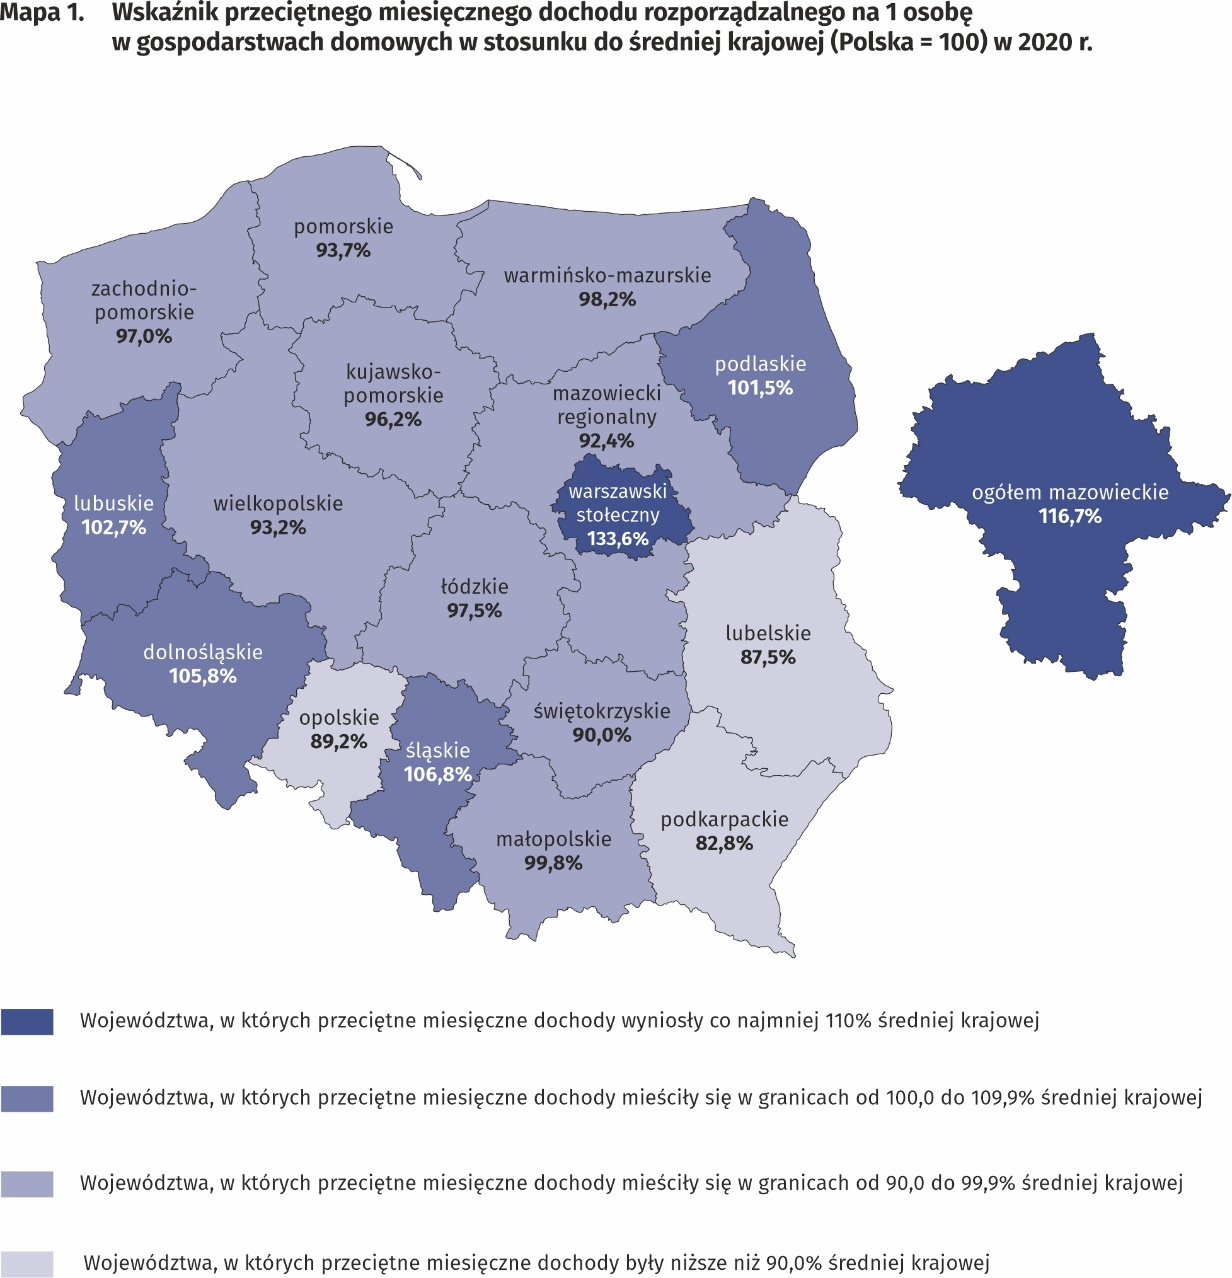 Mapa 1. Wskaźnik przeciętnego miesięcznego dochodu rozporządzalnego na 1 osobę
w gospodarstwach domowych w stosunku do średniej krajowej (Polska = 100) w 2020 r.
pomorskie
93,7%
zachodnio-
pomorskie
97,0%
warmińsko-mazurskie
98,2%
kujawsko-
pomorskie
96,2%
podlaskie
101,5%
mazowiecki
regionalny
92,4%
warszawski
stołeczny
133,6%
ogółem mazowieckie
116,7%
lubuskie
102,7%
wielkopolskie
93,2%
łódzkie
97,5%
lubelskie
87,5%
dolnośląskie
105,8%
opolskie
89,2%
śląskie
106,8%
świętokrzyskie
90,0%
małopolskie
99,8%
podkarpackie
82,8%
Województwa, w których przeciętne miesięczne dochody wyniosły co najmniej 110% średniej krajowej
Województwa, w których przeciętne miesięczne dochody mieściły się w granicach od 100,0 do 109,9% średniej krajowej
Województwa, w których przeciętne miesięczne dochody mieściły się w granicach od 90,0 do 99,9% średniej krajowej
Województwa, w których przeciętne miesięczne dochody były niższe niż 90,0% średniej krajowej